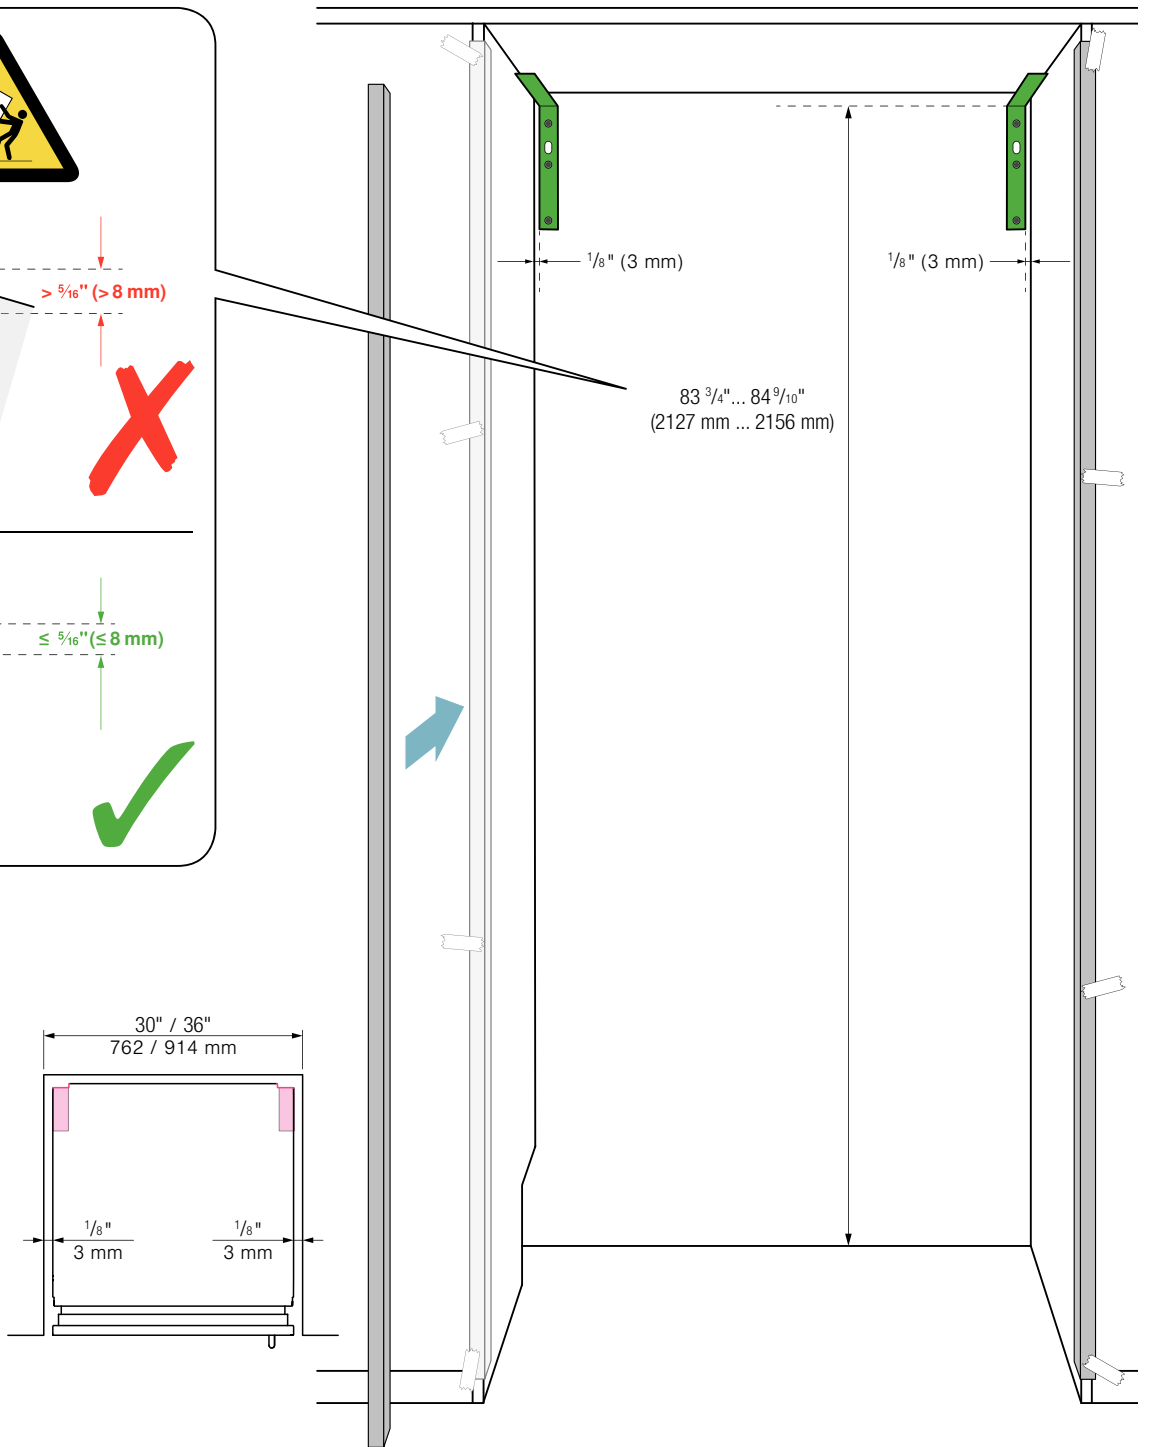 > 5/16" (> 8 mm)
≤ 5/16" (≤ 8 mm)
1/8" (3 mm)
1/8" (3 mm)
83 3/4"... 84 9/10"
(2127 mm ... 2156 mm)
30" / 36"
762 / 914 mm
1/8"
3 mm
1/8"
3 mm